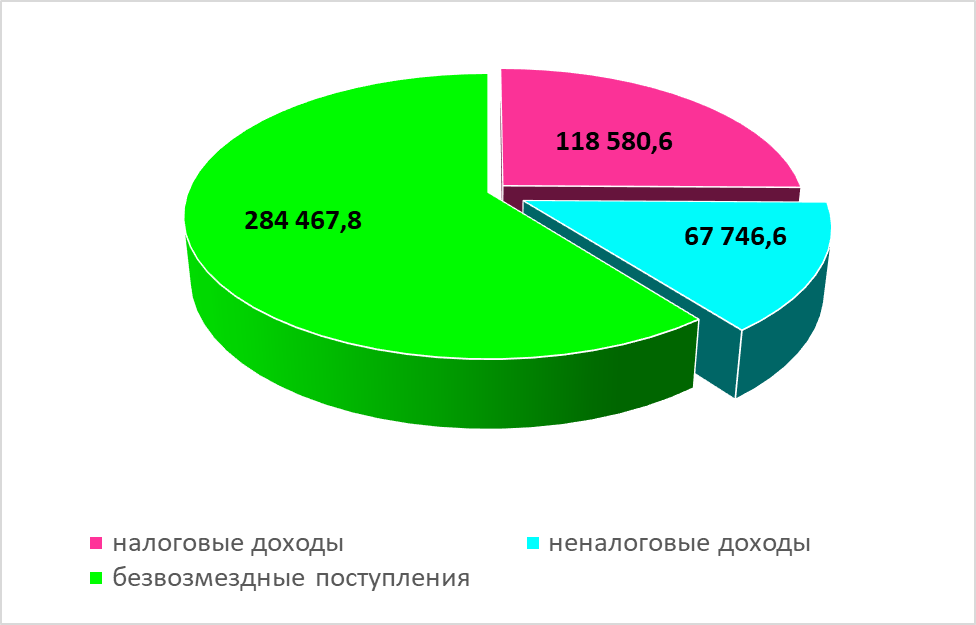 118 580,6
284 467,8
67 746,6
налоговые доходы
неналоговые доходы
безвозмездные поступления